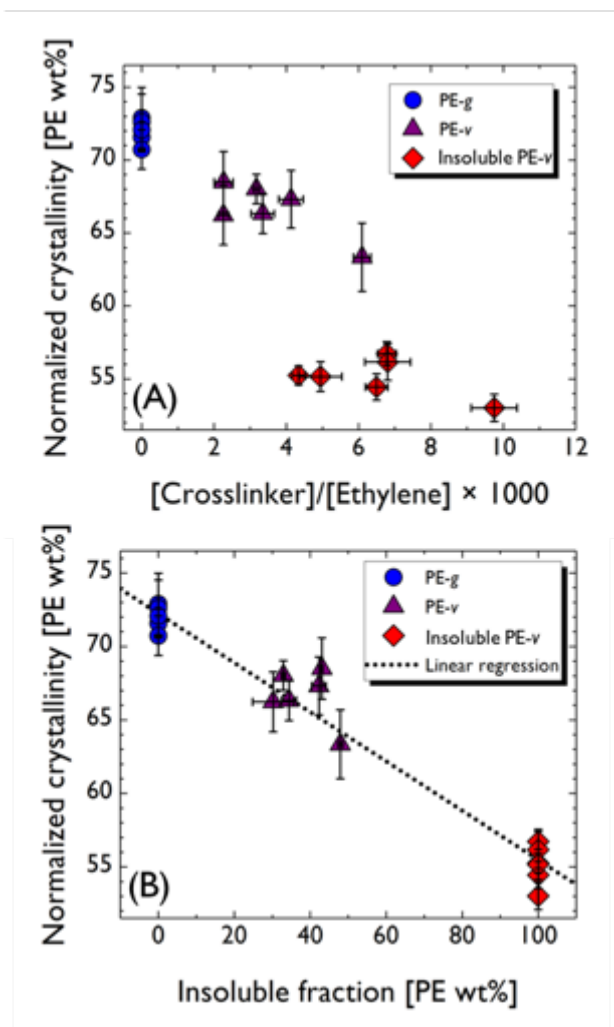 75
70
65
60
55
0
2
4
6
8
10
12
Normalized crystallinity [PE wt%]
[Crosslinker]/[Ethylene] × 1000
PE-g
PE-v
Insoluble PE-v
(A)
75
70
65
60
55
0
20
40
60
80
100
Normalized crystallinity [PE wt%]
Insoluble fraction [PE wt%]
PE-g
PE-v
Insoluble PE-v
Linear regression
(B)